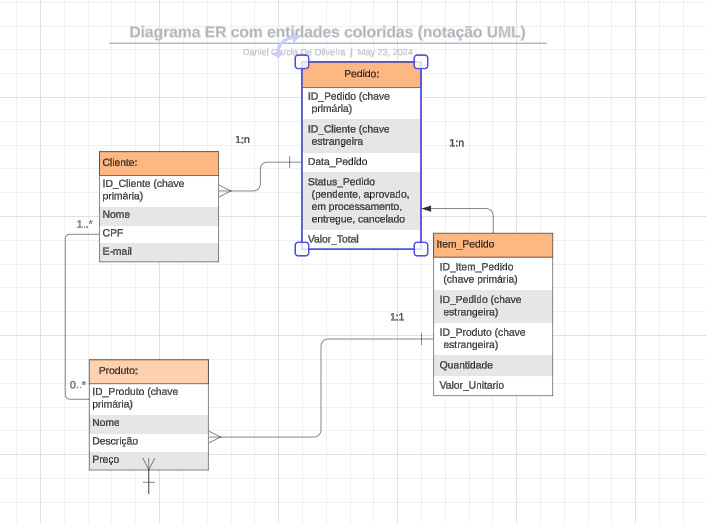 Diagrama ER com entidades coloridas (notação UML)
Daniel Garcia De Oliveira | May 23, 2024
Pedido:
ID_Pedido (chave
primária)
ID_Cliente (chave
estrangeira
Data_Pedido
Status_Pedido
(pendente, aprovado,
em processamento,
entregue, cancelado
Valor_Total
1:n
1:n
Cliente:
ID_Cliente (chave
primária)
Nome
CPF
E-mail
1..*
Item_Pedido
ID_Item_Pedido
(chave primária)
ID_Pedido (chave
estrangeira)
ID_Produto (chave
estrangeira)
Quantidade
Valor_Unitario
1:1
0..*
Produto:
ID_Produto (chave
primária)
Nome
Descrição
Preço